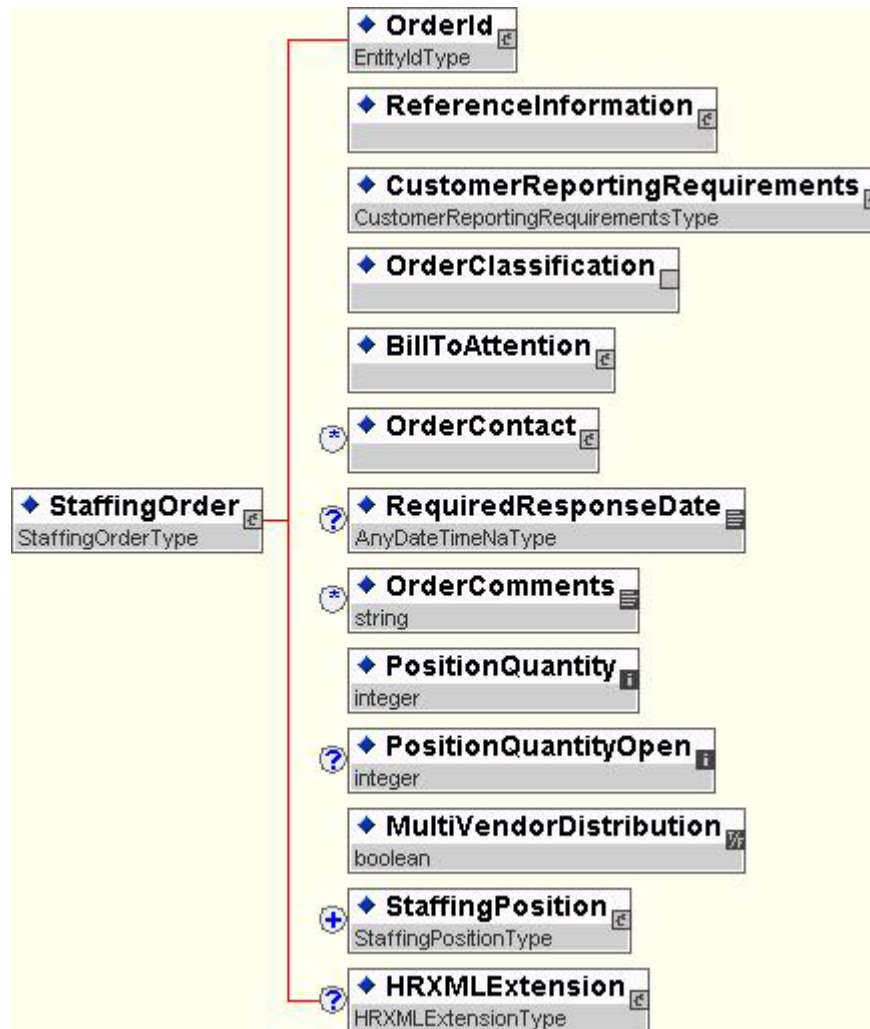 OrderId
EntityIdType
ReferenceInformation
CustomerReportingRequirements
CustomerReportingRequirementsType
OrderClassification
BillToAttention
* OrderContact
StaffingOrder
StaffingOrderType
? RequiredResponseDate
AnyDateTimeNaType
* OrderComments
string
PositionQuantity
integer
? PositionQuantityOpen
integer
MultiVendorDistribution
boolean
+ StaffingPosition
StaffingPositionType
? HRXMLExtension
HRXMLExtensionType